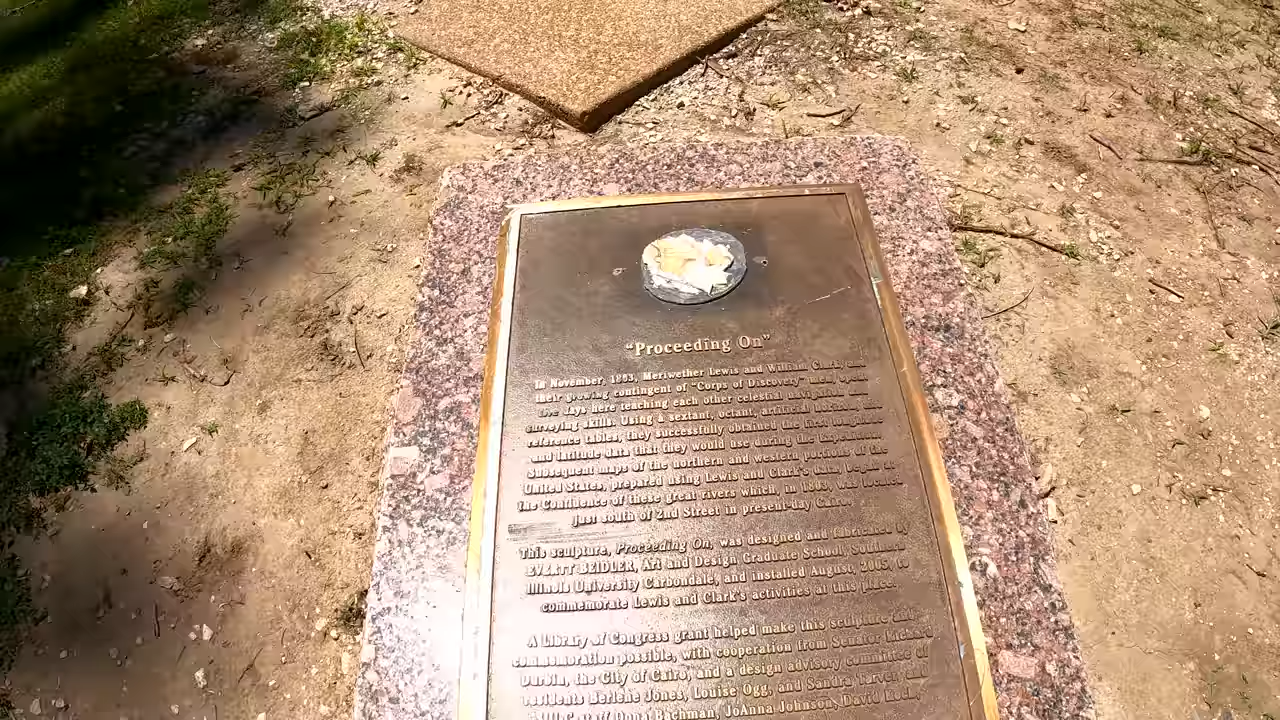 "Proceeding On"
In November, 1803, Meriwether Lewis and William Clark, and
their growing contingent of "Corps of Discovery" men, spent
five days here teaching each other celestial navigation and
surveying skills. Using a sextant, octant, artificial horizon, and
reference tables, they successfully obtained the first longitude
and latitude data that they would use during the Expedition.
Subsequent maps of the northern and western portions of the
United States, prepared using Lewis and Clark's data, began at
the Confluence of these great rivers which, in 1803, was located
just south of 2nd Street in present-day Cairo.
This sculpture, Proceeding On, was designed and fabricated by
EVARTT BEIDLER, Art and Design Graduate School, Southern
Illinois University Carbondale, and installed August, 2005, to
commemorate Lewis and Clark's activities at this place.
A Library of Congress grant helped make this sculpture and
commemoration possible, with cooperation from Senator Richard
Durbin, the City of Cairo, and a design advisory committee of
residents Berlene Jones, Louise Ogg, and Sandra Tarver, and
staff Dona Bachman, JoAnna Johnson, David